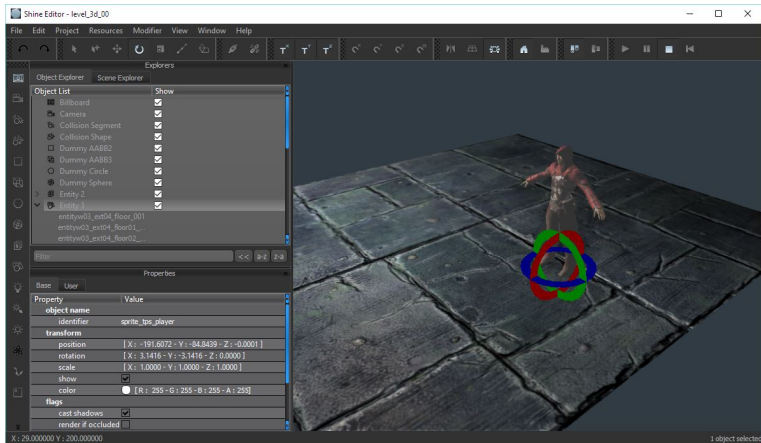 Shine Editor - level_3d_00
File Edit Project Resources Modifier View Window Help
Explorers
Object Explorer Scene Explorer
Object List Show
Billboard
Camera
Collision Segment
Collision Shape
Dummy AABB2
Dummy AABB3
Dummy Circle
Dummy Sphere
Entity 2
Entity 3
entityw03_ext04_floor_001
entityw03_ext04_floor01_...
entityw03_ext04_floor02_...
Filter << a-z z-a
Properties
Base User
Property Value
object name
identifier sprite_tps_player
transform
position [ X : -191.6072 - Y : -84.8439 - Z : -0.0001 ]
rotation [ X : 3.1416 - Y : -3.1416 - Z : 0.0000 ]
scale [ X : 1.0000 - Y : 1.0000 - Z : 1.0000 ]
show
color [ R : 255 - G : 255 - B : 255 - A : 255]
flags
cast shadows
render if occluded
X : 29.000000 Y : 200.000000 1 object selected